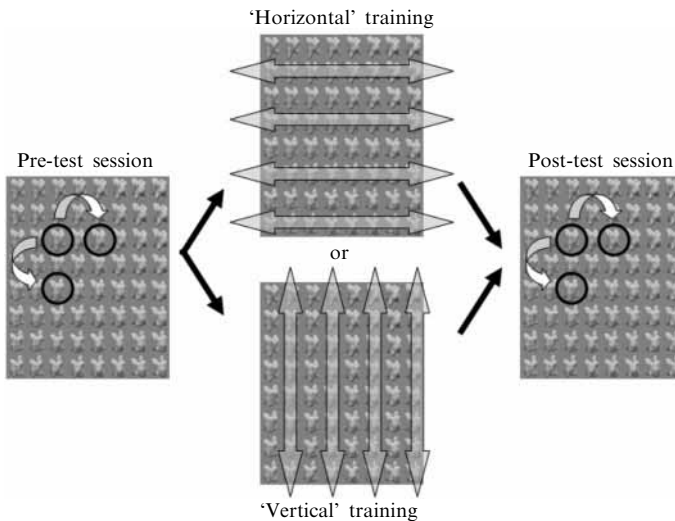 ‘Horizontal’ training
Pre-test session
Post-test session
or
‘Vertical’ training